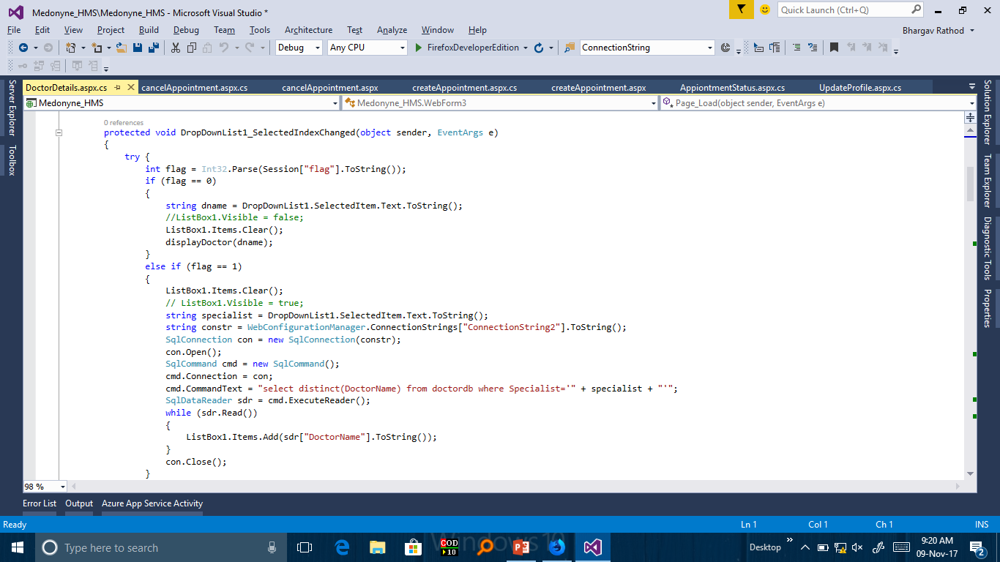 Medonyne_HMS\Medonyne_HMS - Microsoft Visual Studio *
Quick Launch (Ctrl+Q)
File Edit View Project Build Debug Team Tools Architecture Test Analyze Window Help
Bhargav Rathod
Debug Any CPU FirefoxDeveloperEdition ConnectionString
DoctorDetails.aspx.cs cancelAppointment.aspx.cs cancelAppointment.aspx createAppointment.aspx.cs createAppointment.aspx AppiontmentStatus.aspx.cs UpdateProfile.aspx.cs
Medonyne_HMS Medonyne_HMS.WebForm3 Page_Load(object sender, EventArgs e)
Server Explorer
Toolbox
Solution Explorer
Team Explorer
Diagnostic Tools
Properties
0 references
protected void DropDownList1_SelectedIndexChanged(object sender, EventArgs e)
{
try {
int flag = Int32.Parse(Session["flag"].ToString());
if (flag == 0)
{
string dname = DropDownList1.SelectedItem.Text.ToString();
//ListBox1.Visible = false;
ListBox1.Items.Clear();
displayDoctor(dname);
}
else if (flag == 1)
{
ListBox1.Items.Clear();
// ListBox1.Visible = true;
string specialist = DropDownList1.SelectedItem.Text.ToString();
string constr = WebConfigurationManager.ConnectionStrings["ConnectionString2"].ToString();
SqlConnection con = new SqlConnection(constr);
con.Open();
SqlCommand cmd = new SqlCommand();
cmd.Connection = con;
cmd.CommandText = "select distinct(DoctorName) from doctordb where Specialist='" + specialist + "'";
SqlDataReader sdr = cmd.ExecuteReader();
while (sdr.Read())
{
ListBox1.Items.Add(sdr["DoctorName"].ToString());
}
con.Close();
}
98 %
Error List Output Azure App Service Activity
Ready Ln 1 Col 1 Ch 1 INS
Type here to search
COD
▸10
Windows 10
Desktop
9:20 AM
09-Nov-17
2